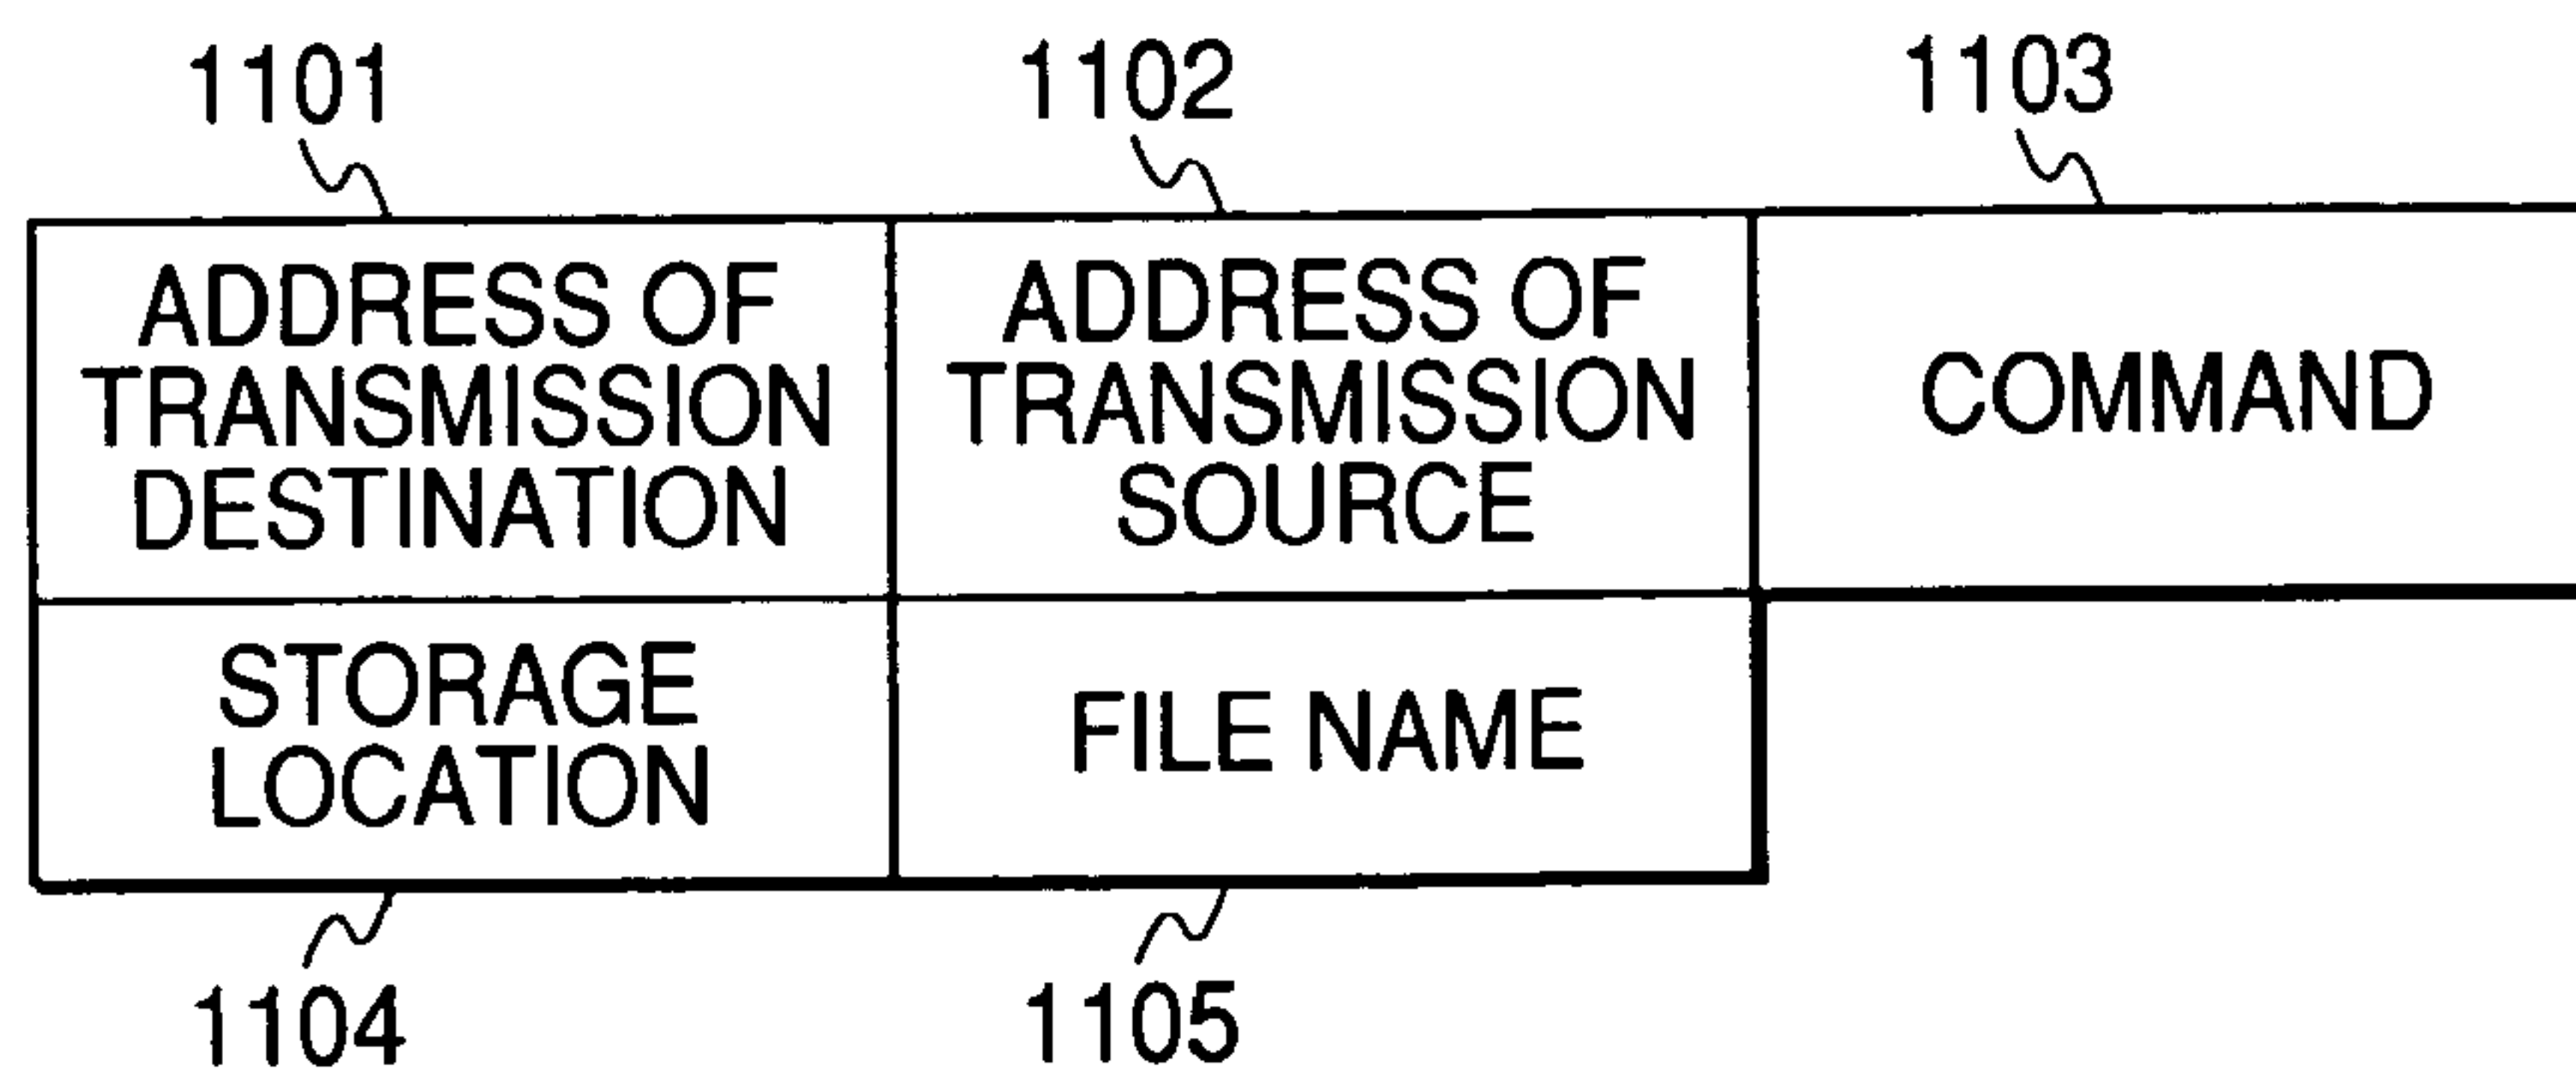 1101
1102
1103
ADDRESS OF
TRANSMISSION
DESTINATION
ADDRESS OF
TRANSMISSION
SOURCE
COMMAND
STORAGE
LOCATION
FILE NAME
1104
1105